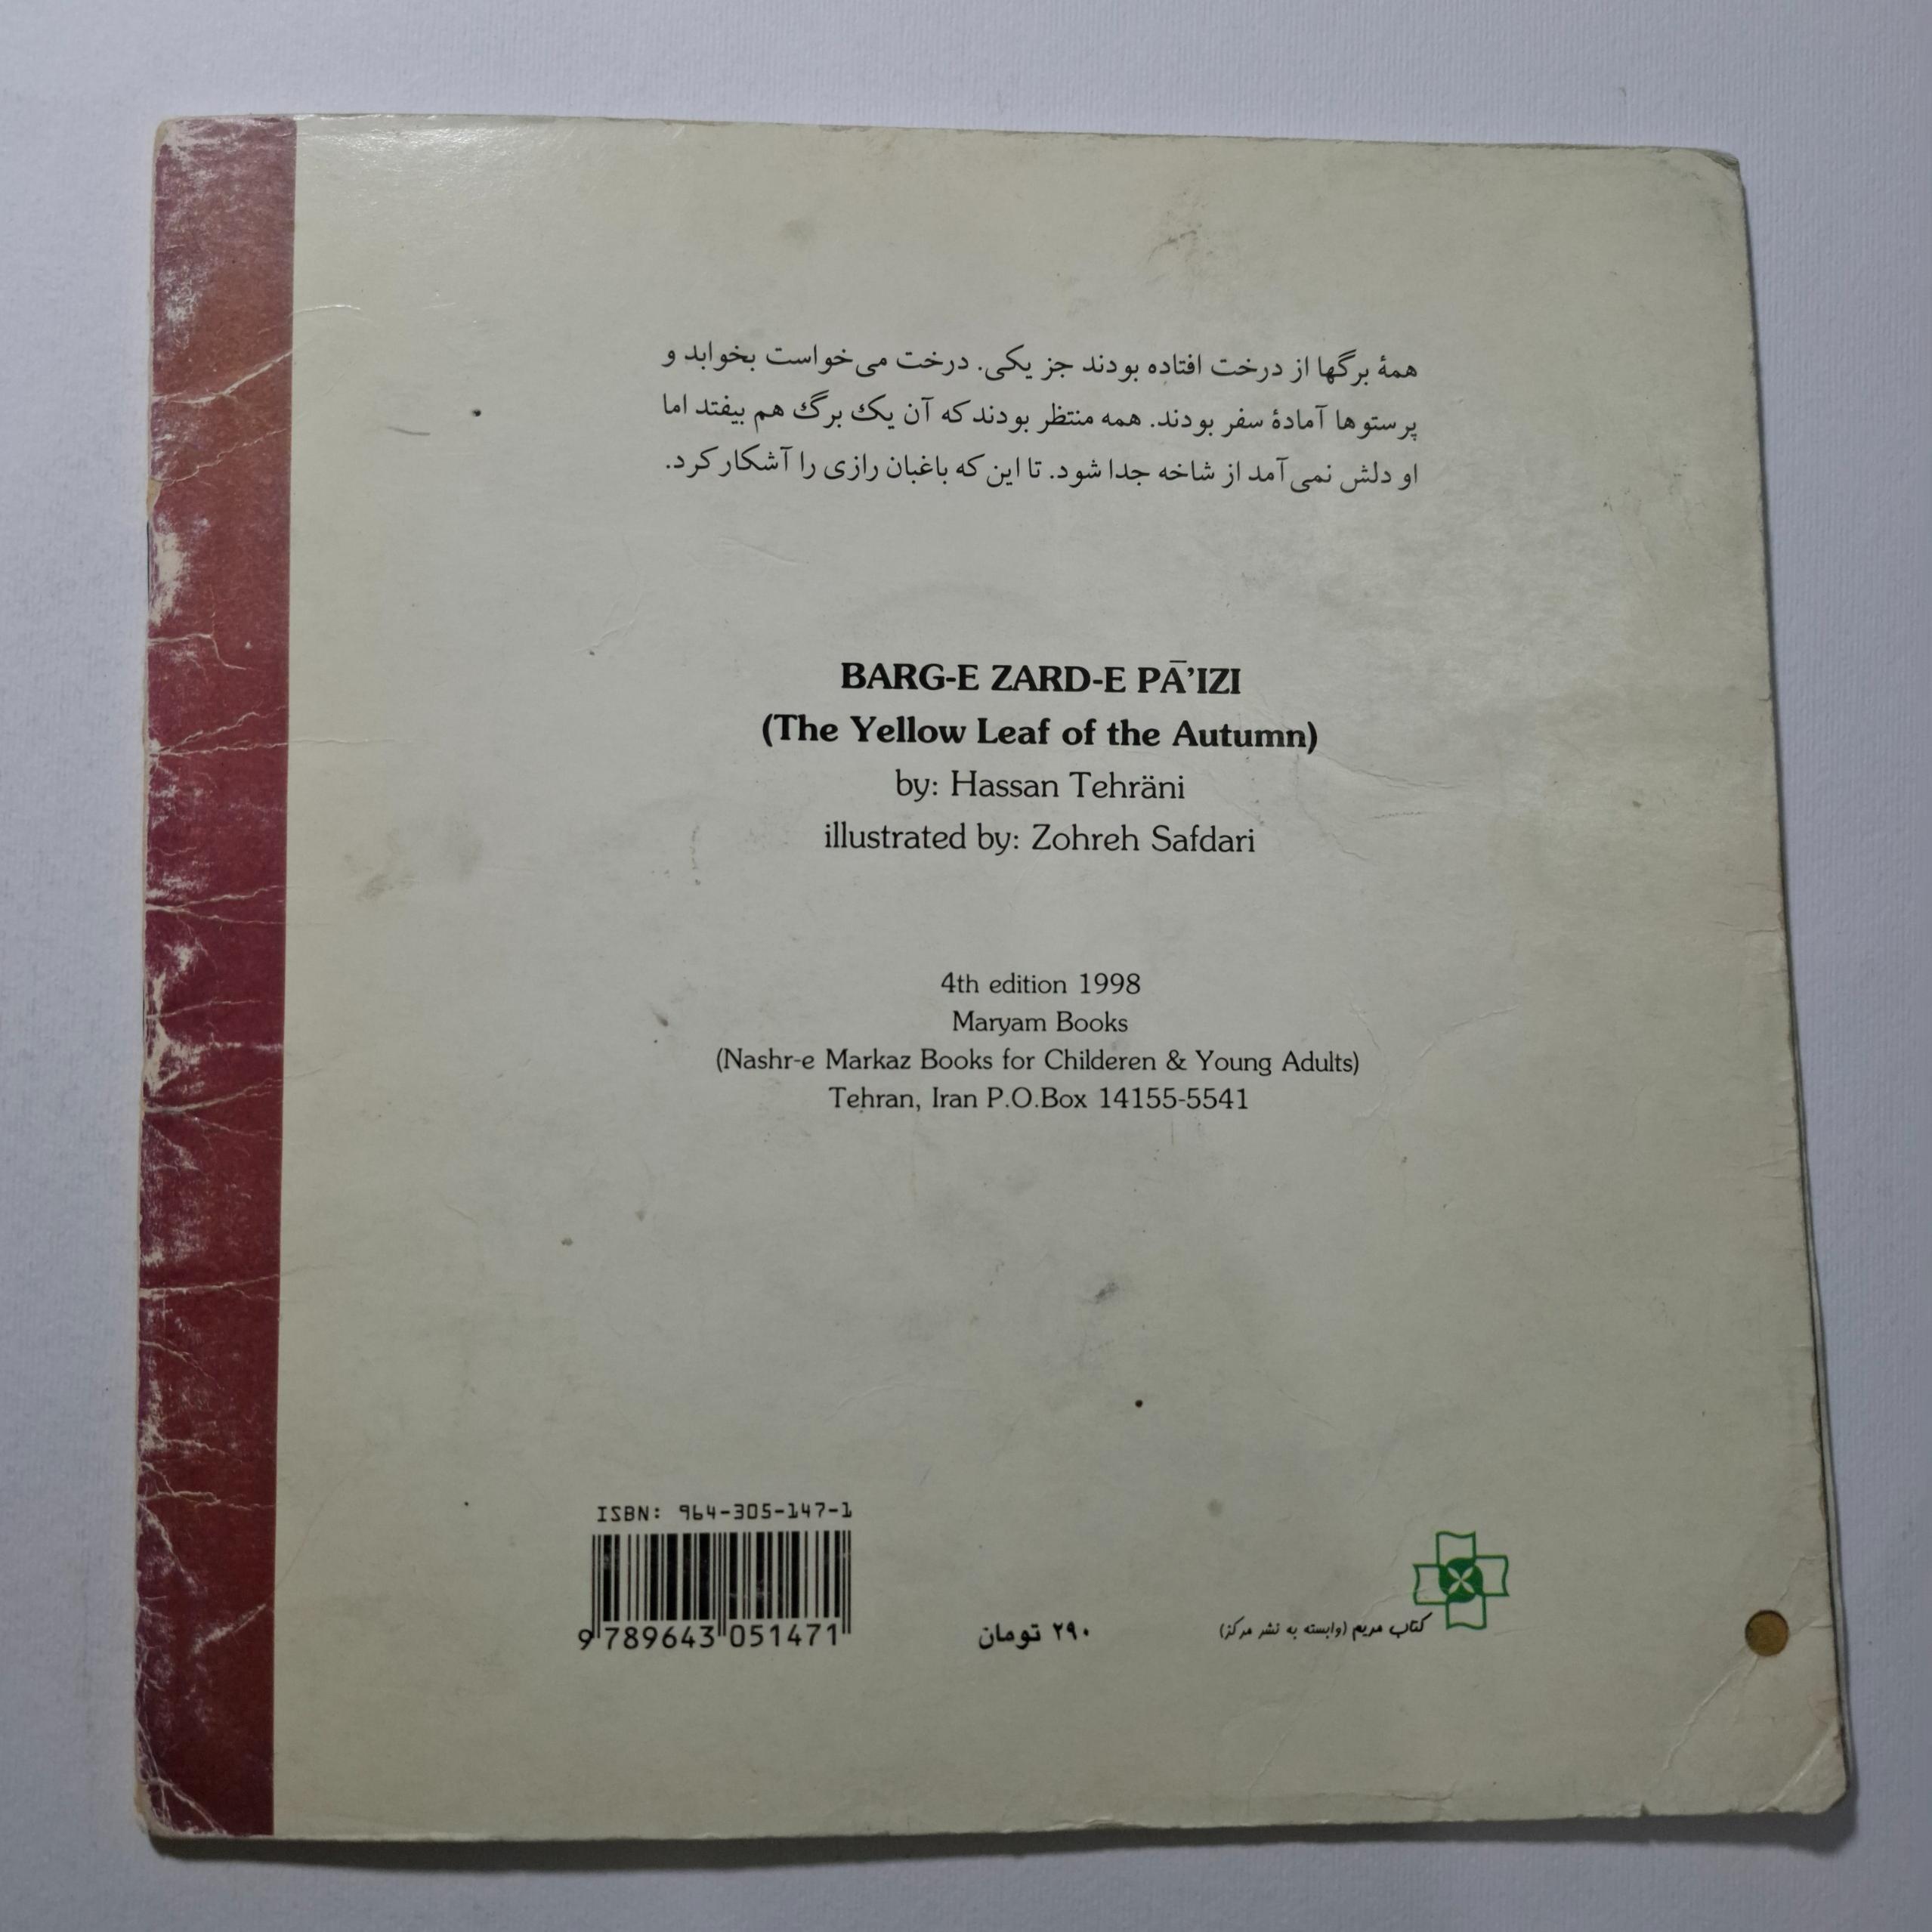 همهٔ برگها از درخت افتاده بودند جز یکی. درخت می‌خواست بخوابد و
پرستوها آمادهٔ سفر بودند. همه منتظر بودند که آن یک برگ هم بیفتد اما
او دلش نمی‌آمد از شاخه جدا شود. تا این که باغبان رازی را آشکار کرد.
BARG-E ZARD-E PĀ’IZI
(The Yellow Leaf of the Autumn)
by: Hassan Tehräni
illustrated by: Zohreh Safdari
4th edition 1998
Maryam Books
(Nashr-e Markaz Books for Childeren & Young Adults)
Tehran, Iran P.O.Box 14155-5541
ISBN: 964-305-147-1
9 789643 051471
۲۹۰ تومان
کتاب مریم (وابسته به نشر مرکز)